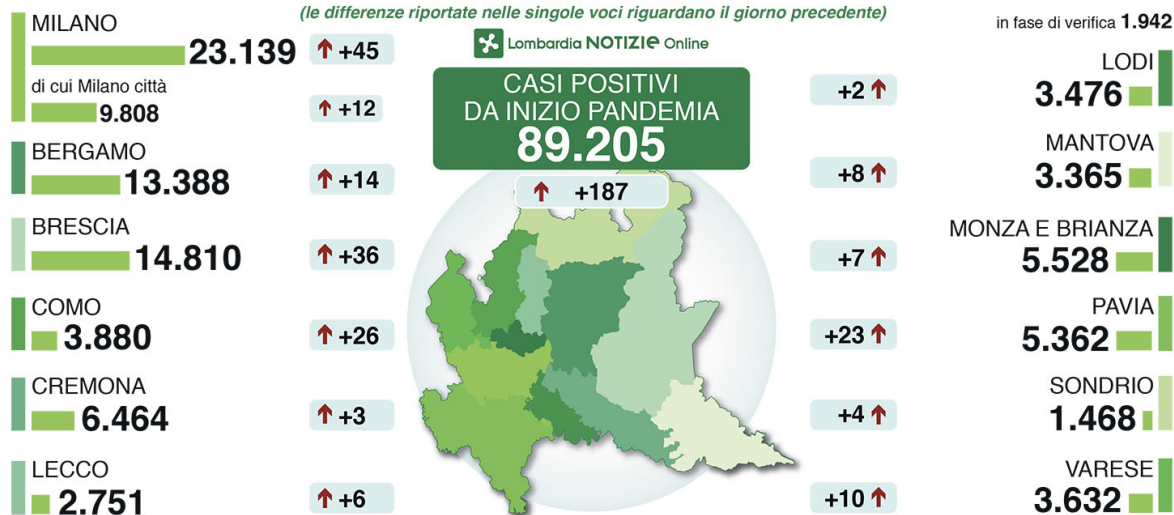 (le differenze riportate nelle singole voci riguardano il giorno precedente)
Lombardia NOTIZIE Online
CASI POSITIVI
DA INIZIO PANDEMIA
89.205
+187
MILANO
23.139 +45
di cui Milano città
9.808 +12
BERGAMO
13.388 +14
BRESCIA
14.810 +36
COMO
3.880 +26
CREMONA
6.464 +3
LECCO
2.751 +6
in fase di verifica 1.942
LODI
+2 3.476
MANTOVA
+8 3.365
MONZA E BRIANZA
+7 5.528
PAVIA
+23 5.362
SONDRIO
+4 1.468
VARESE
+10 3.632